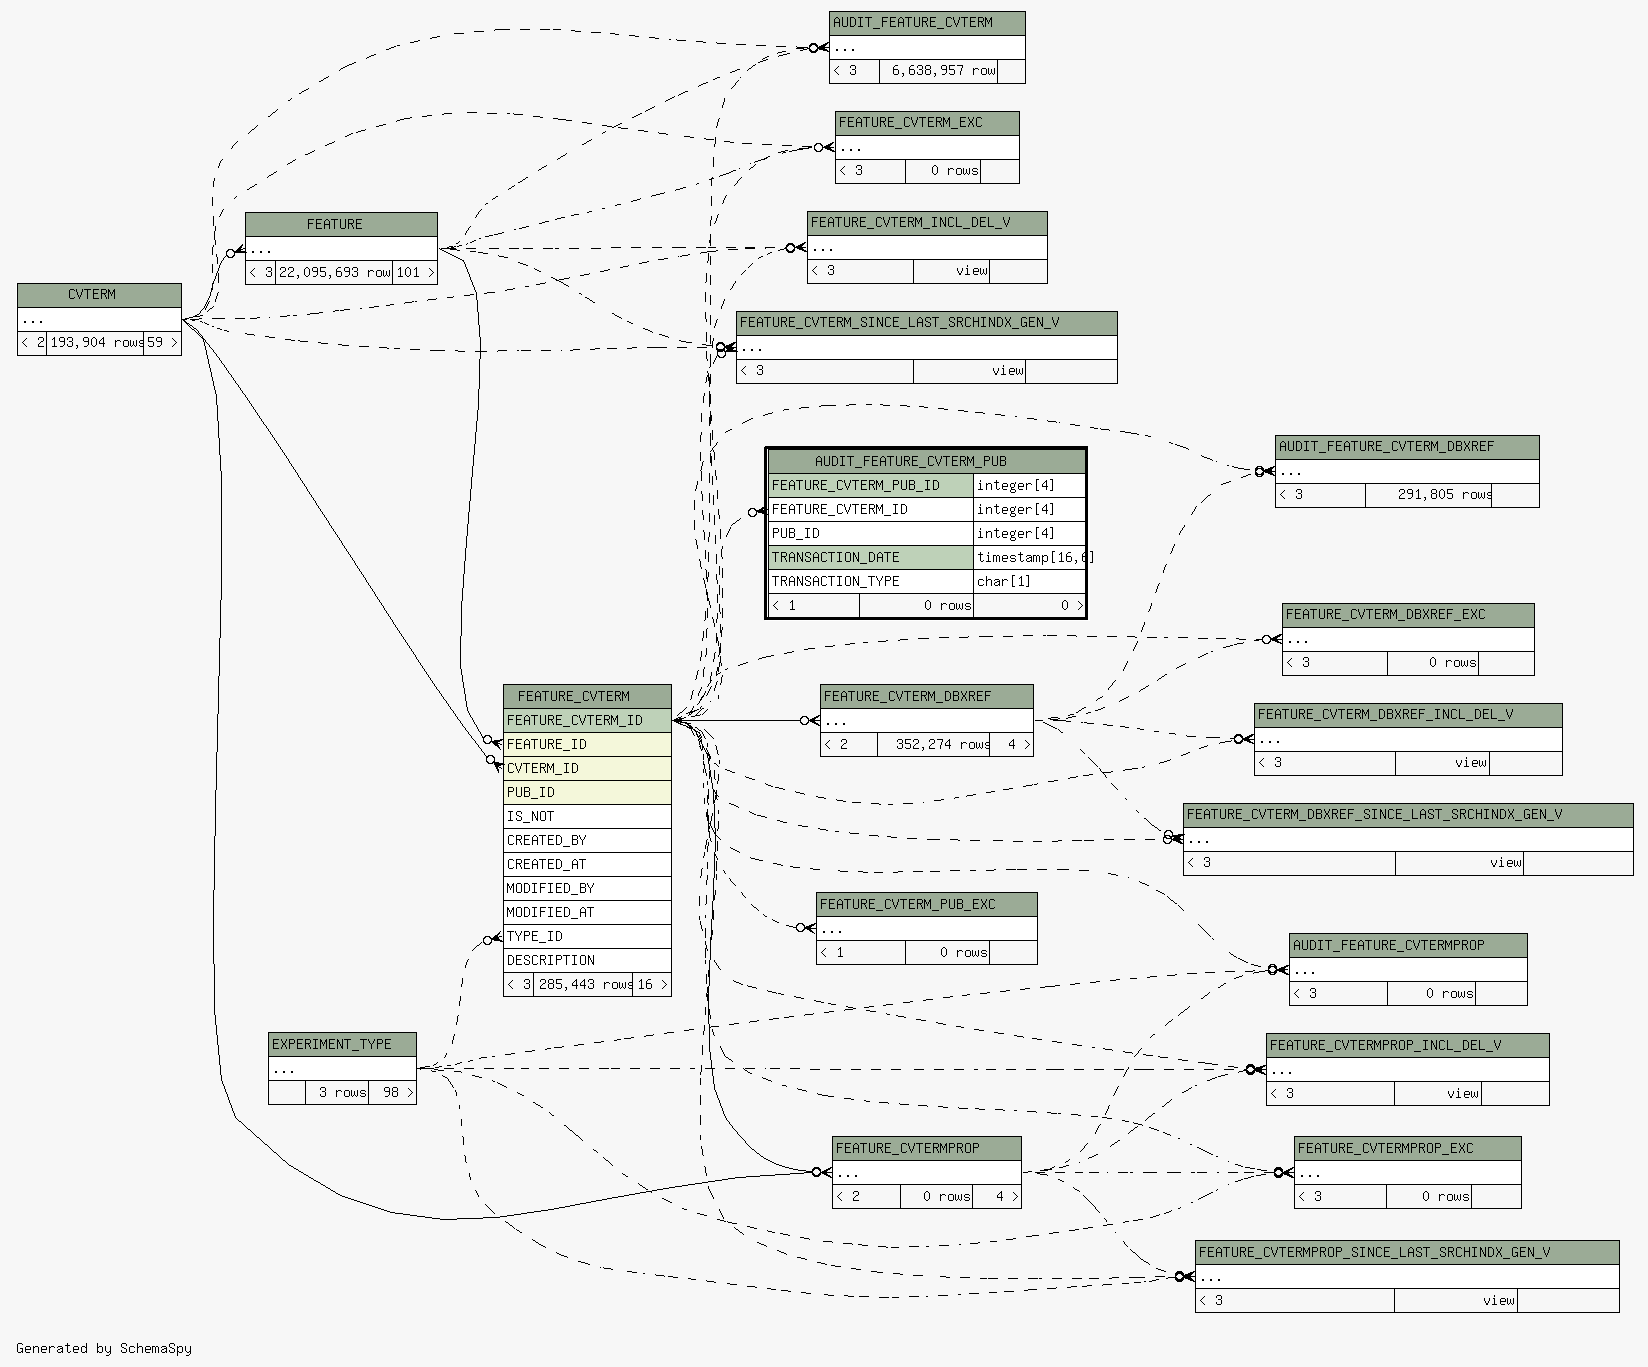 AUDIT_FEATURE_CVTERM
...
< 3 6,638,957 row
FEATURE_CVTERM_EXC
...
< 3 0 rows
FEATURE_CVTERM_INCL_DEL_V
...
< 3 view
FEATURE
...
< 3 22,095,693 row 101 >
CVTERM
...
< 2 193,904 rows 59 >
FEATURE_CVTERM_SINCE_LAST_SRCHINDX_GEN_V
...
< 3 view
AUDIT_FEATURE_CVTERM_DBXREF
...
< 3 291,805 rows
AUDIT_FEATURE_CVTERM_PUB
FEATURE_CVTERM_PUB_ID integer[4]
FEATURE_CVTERM_ID integer[4]
PUB_ID integer[4]
TRANSACTION_DATE timestamp[16,6]
TRANSACTION_TYPE char[1]
< 1 0 rows 0 >
FEATURE_CVTERM_DBXREF_EXC
...
< 3 0 rows
FEATURE_CVTERM
FEATURE_CVTERM_ID
FEATURE_ID
CVTERM_ID
PUB_ID
IS_NOT
CREATED_BY
CREATED_AT
MODIFIED_BY
MODIFIED_AT
TYPE_ID
DESCRIPTION
< 3 285,443 rows 16 >
FEATURE_CVTERM_DBXREF
...
< 2 352,274 rows 4 >
FEATURE_CVTERM_DBXREF_INCL_DEL_V
...
< 3 view
FEATURE_CVTERM_DBXREF_SINCE_LAST_SRCHINDX_GEN_V
...
< 3 view
FEATURE_CVTERM_PUB_EXC
...
< 1 0 rows
AUDIT_FEATURE_CVTERMPROP
...
< 3 0 rows
EXPERIMENT_TYPE
...
3 rows 98 >
FEATURE_CVTERMPROP_INCL_DEL_V
...
< 3 view
FEATURE_CVTERMPROP
...
< 2 0 rows 4 >
FEATURE_CVTERMPROP_EXC
...
< 3 0 rows
FEATURE_CVTERMPROP_SINCE_LAST_SRCHINDX_GEN_V
...
< 3 view
Generated by SchemaSpy